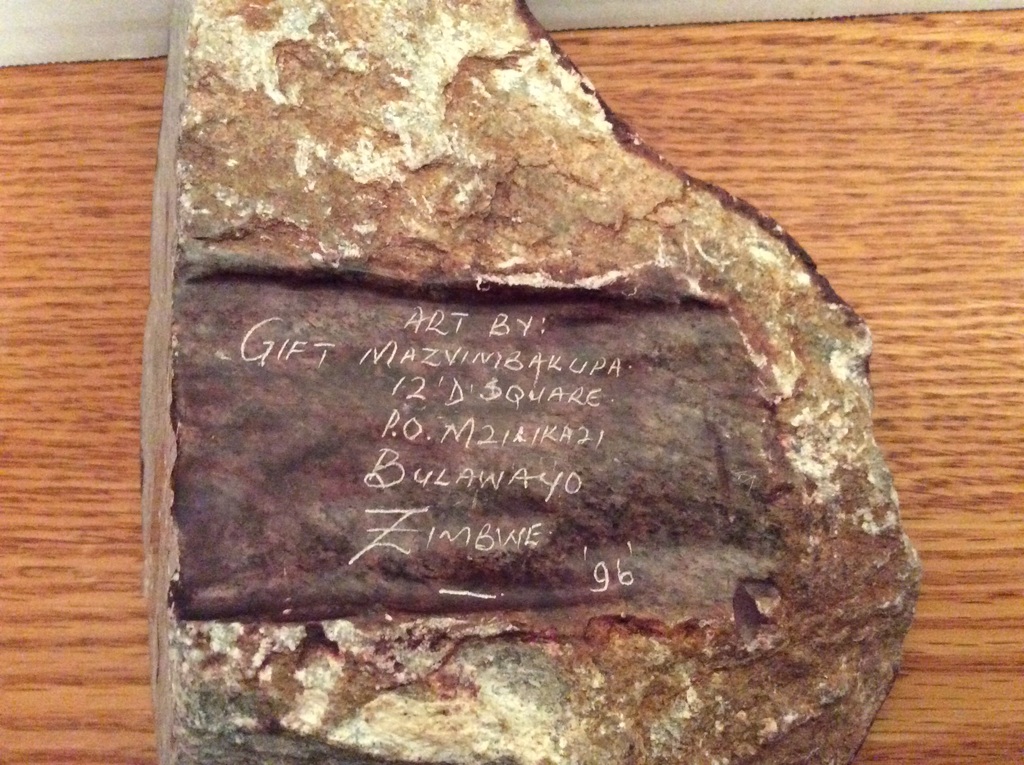 ART BY:
GIFT MAZVIMBAKUPA.
12 'D' SQUARE.
P.O. MZILIKAZI
BULAWAYO
ZIMBWE.
'96'